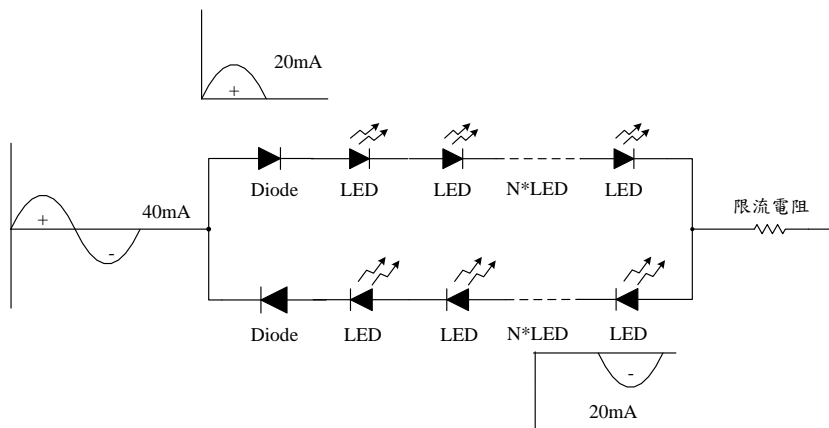 20mA
+
Diode LED LED N*LED LED
+ 40mA
-
限流電阻
Diode LED LED N*LED LED
-
20mA